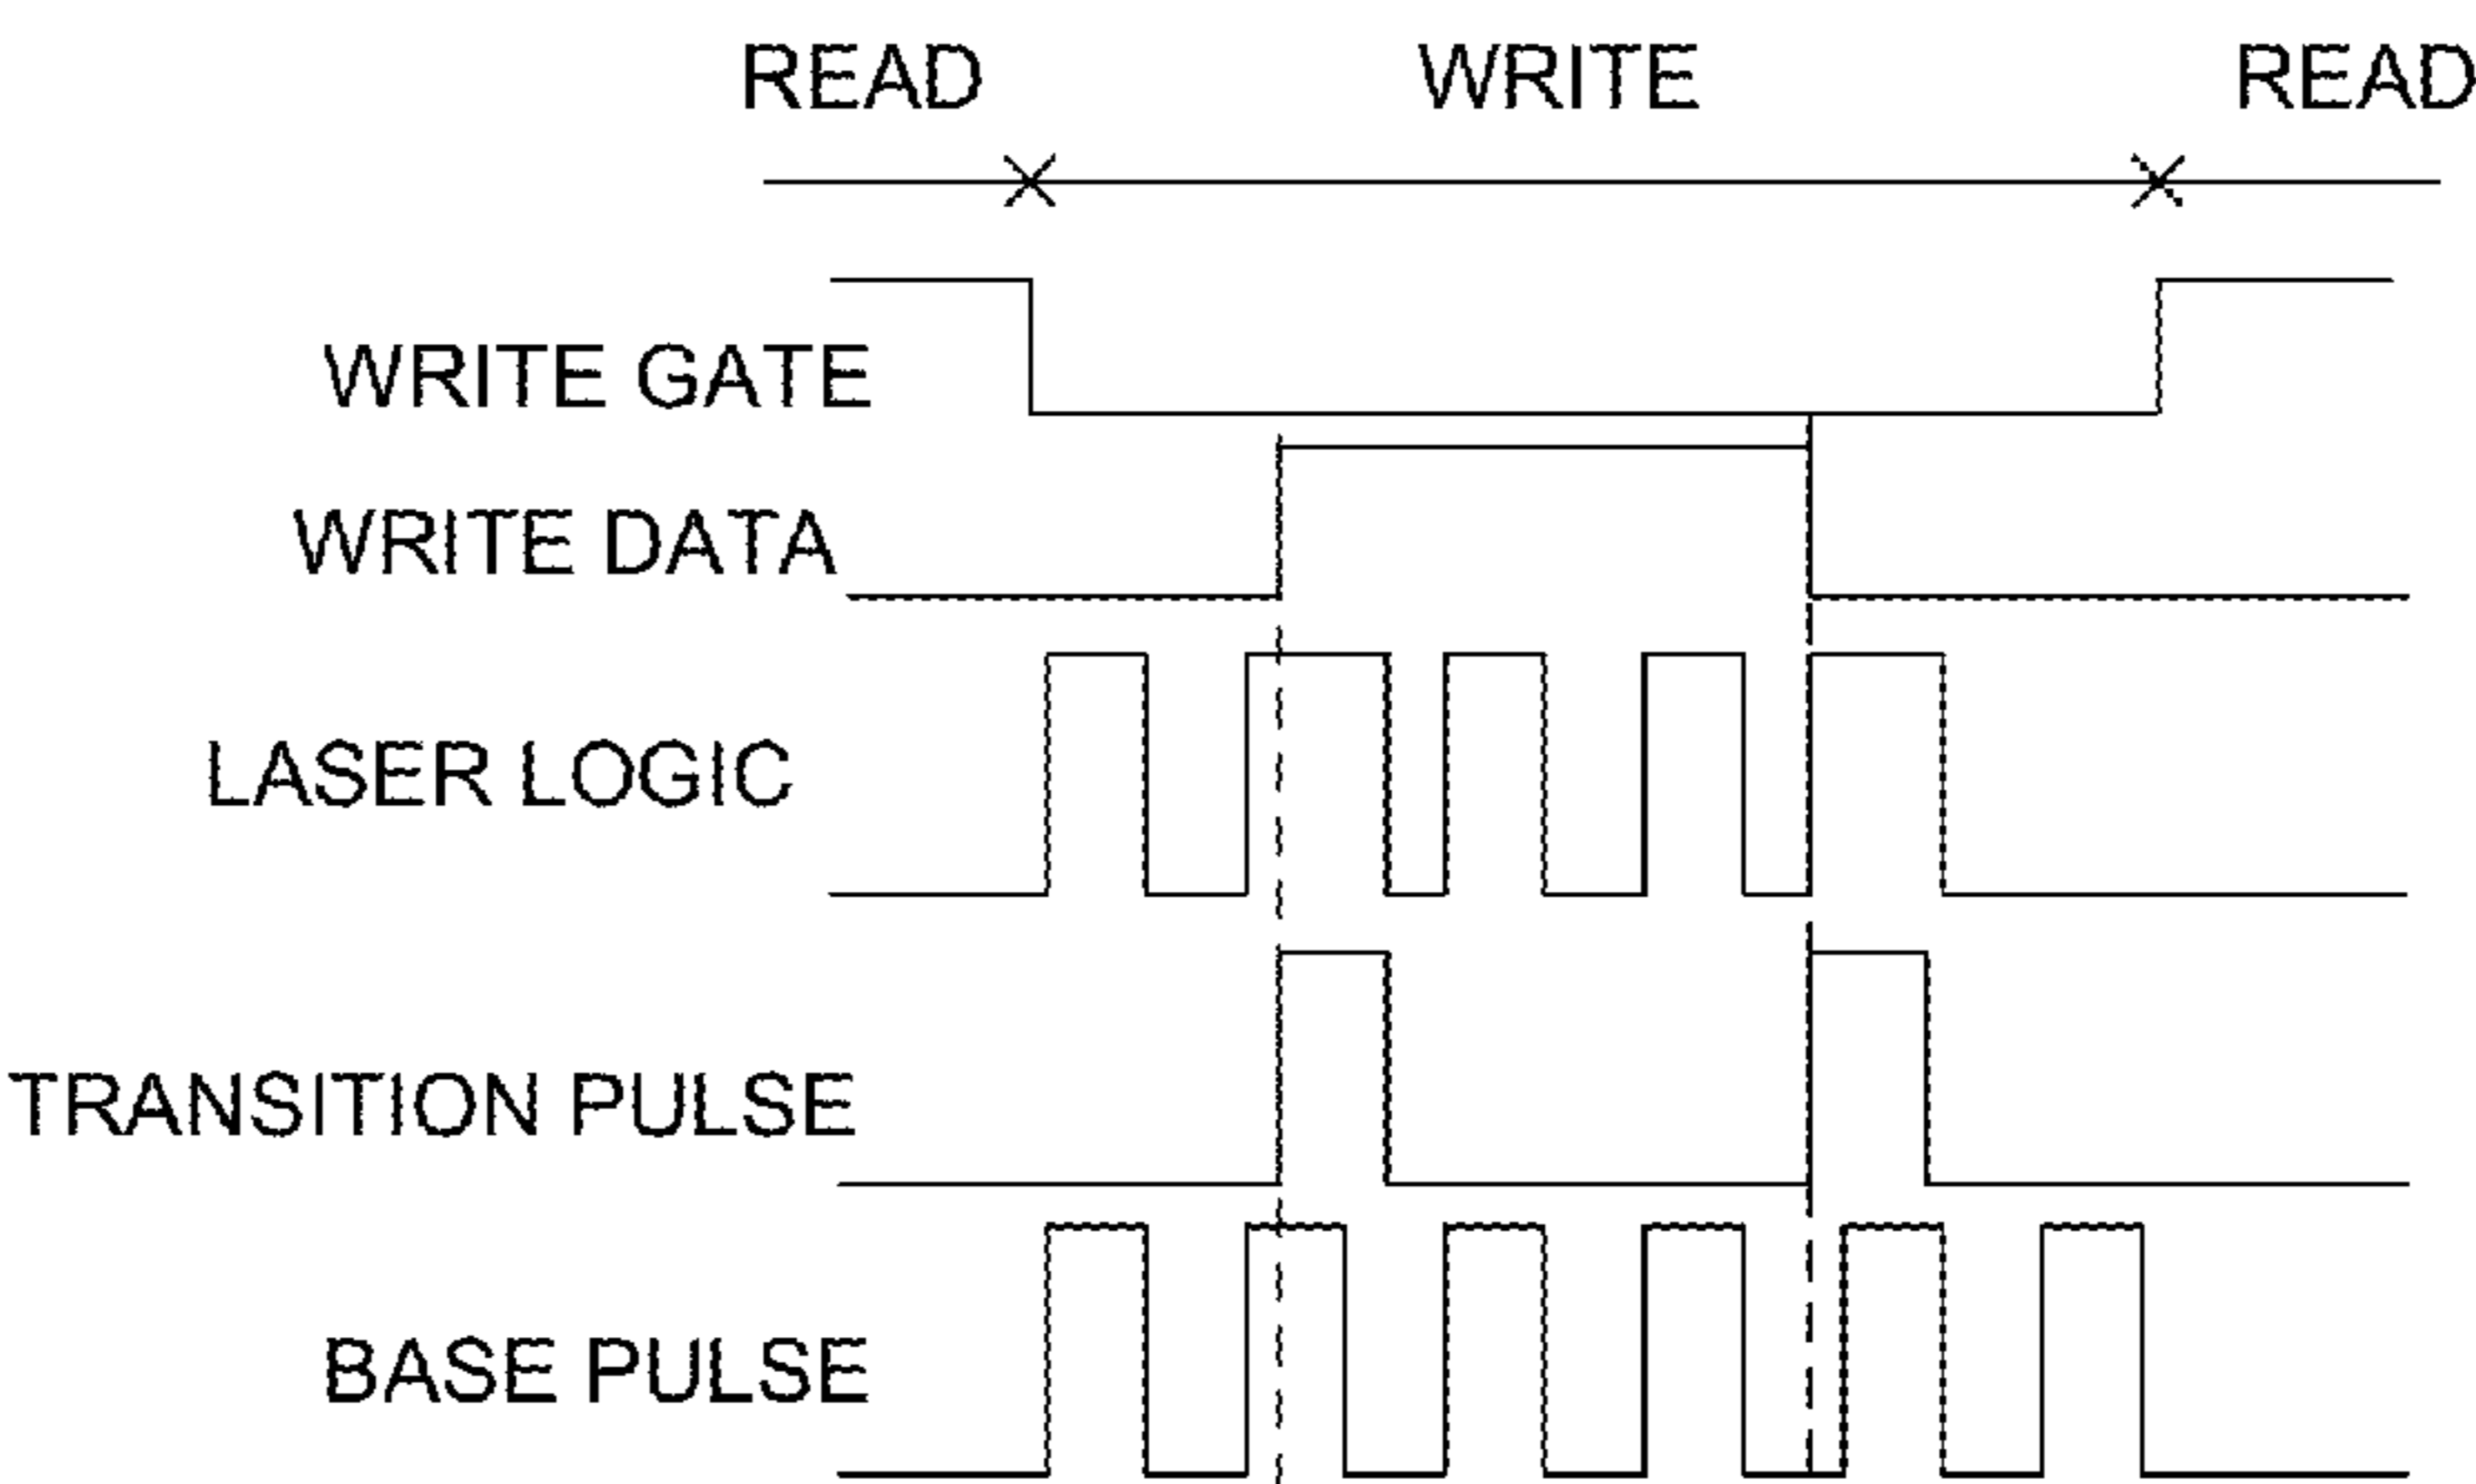 READ WRITE READ
WRITE GATE
WRITE DATA
LASER LOGIC
TRANSITION PULSE
BASE PULSE